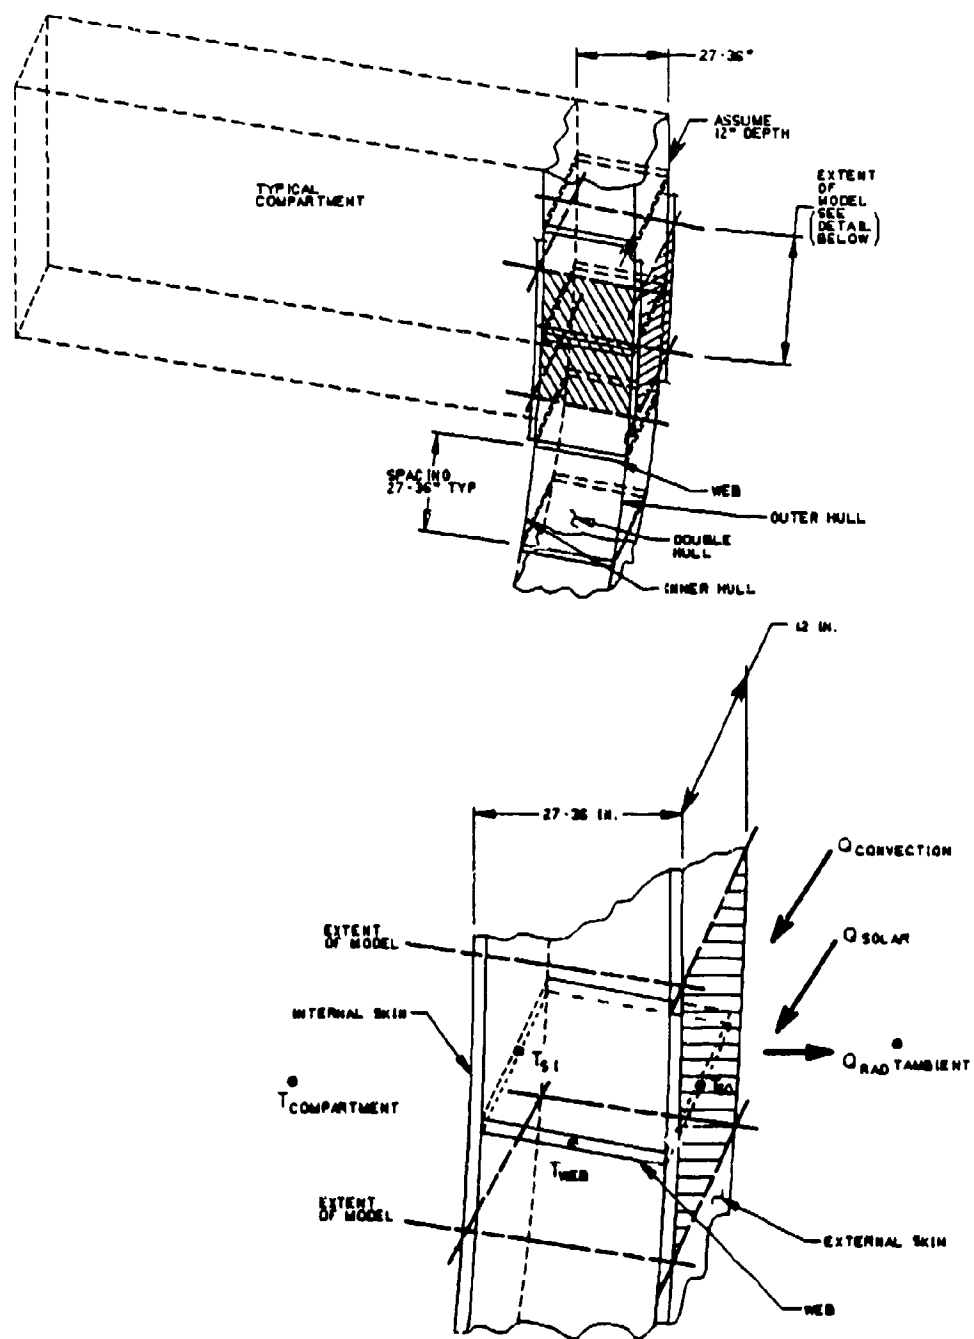 27-36"
ASSUME
12" DEPTH
EXTENT
OF
MODEL
SEE
(DETAIL
BELOW)
TYPICAL
COMPARTMENT
SPACING
27-36" TYP
WEB
OUTER HULL
DOUBLE
HULL
INNER HULL
12 IN.
27-36 IN.
Q CONVECTION
EXTENT
OF MODEL
Q SOLAR
INTERNAL SKIN
T SI
Q RAD
T AMBIENT
T SO
T COMPARTMENT
T WEB
EXTENT
OF MODEL
EXTERNAL SKIN
WEB